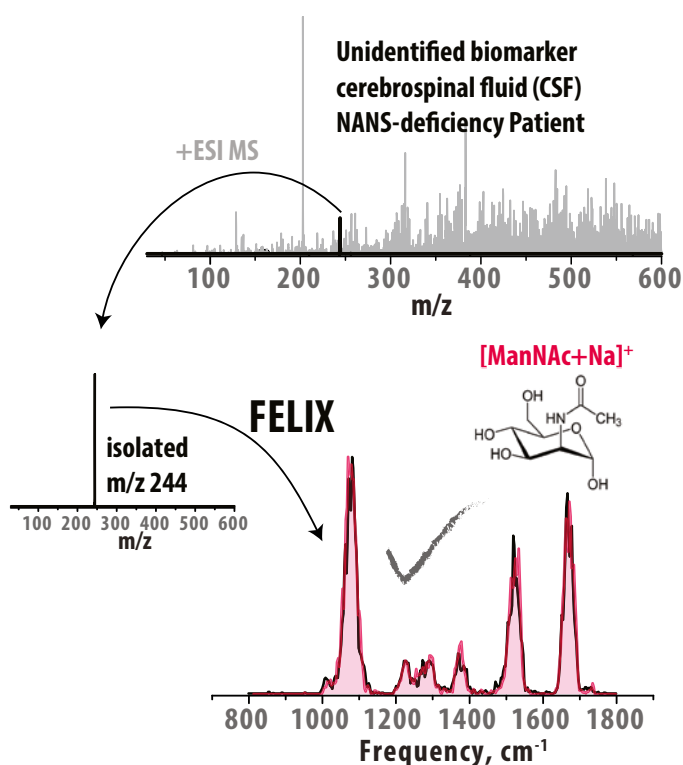 Unidentified biomarker
cerebrospinal fluid (CSF)
NANS-deficiency Patient
+ESI MS
100 200 300 400 500 600
m/z
[ManNAc+Na]+
FELIX
isolated
m/z 244
100 200 300 400 500 600
m/z
OH
O
HN
CH3
HO
O
HO
OH
800 1000 1200 1400 1600 1800
Frequency, cm-1